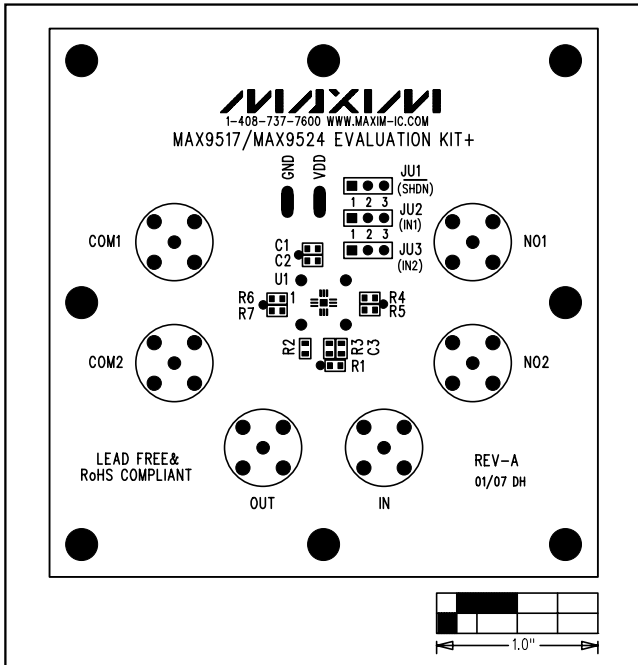 MAXIM
1-408-737-7600 WWW.MAXIM-IC.COM
MAX9517/MAX9524 EVALUATION KIT+
GND
VDD
JU1
(SHDN)
1 2 3
JU2
(IN1)
1 2 3
JU3
(IN2)
COM1
NO1
C1
C2
U1
R6
R7
1
R4
R5
R2
R3
C3
R1
COM2
NO2
LEAD FREE&
RoHS COMPLIANT
OUT
IN
REV-A
01/07 DH
1.0"